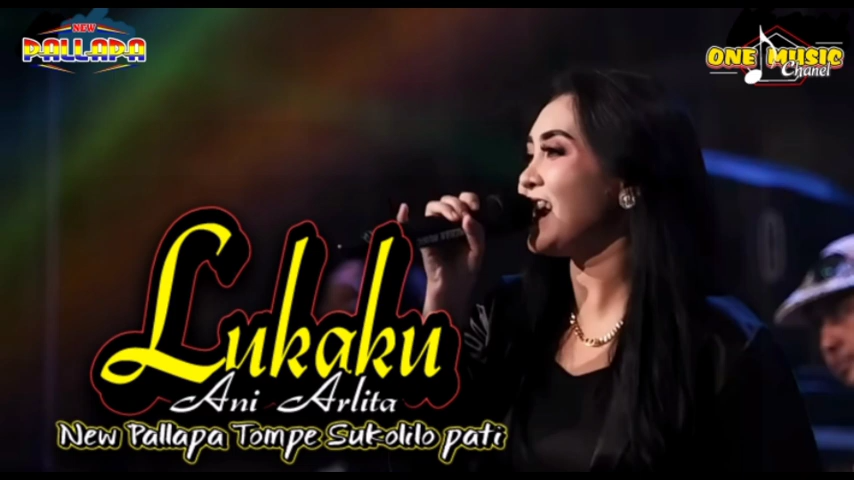 NEW
PALLAPA
ONE MUSIC
Chanel
Lukaku
Ani Arlita
New Pallapa Tompe Sukolilo pati